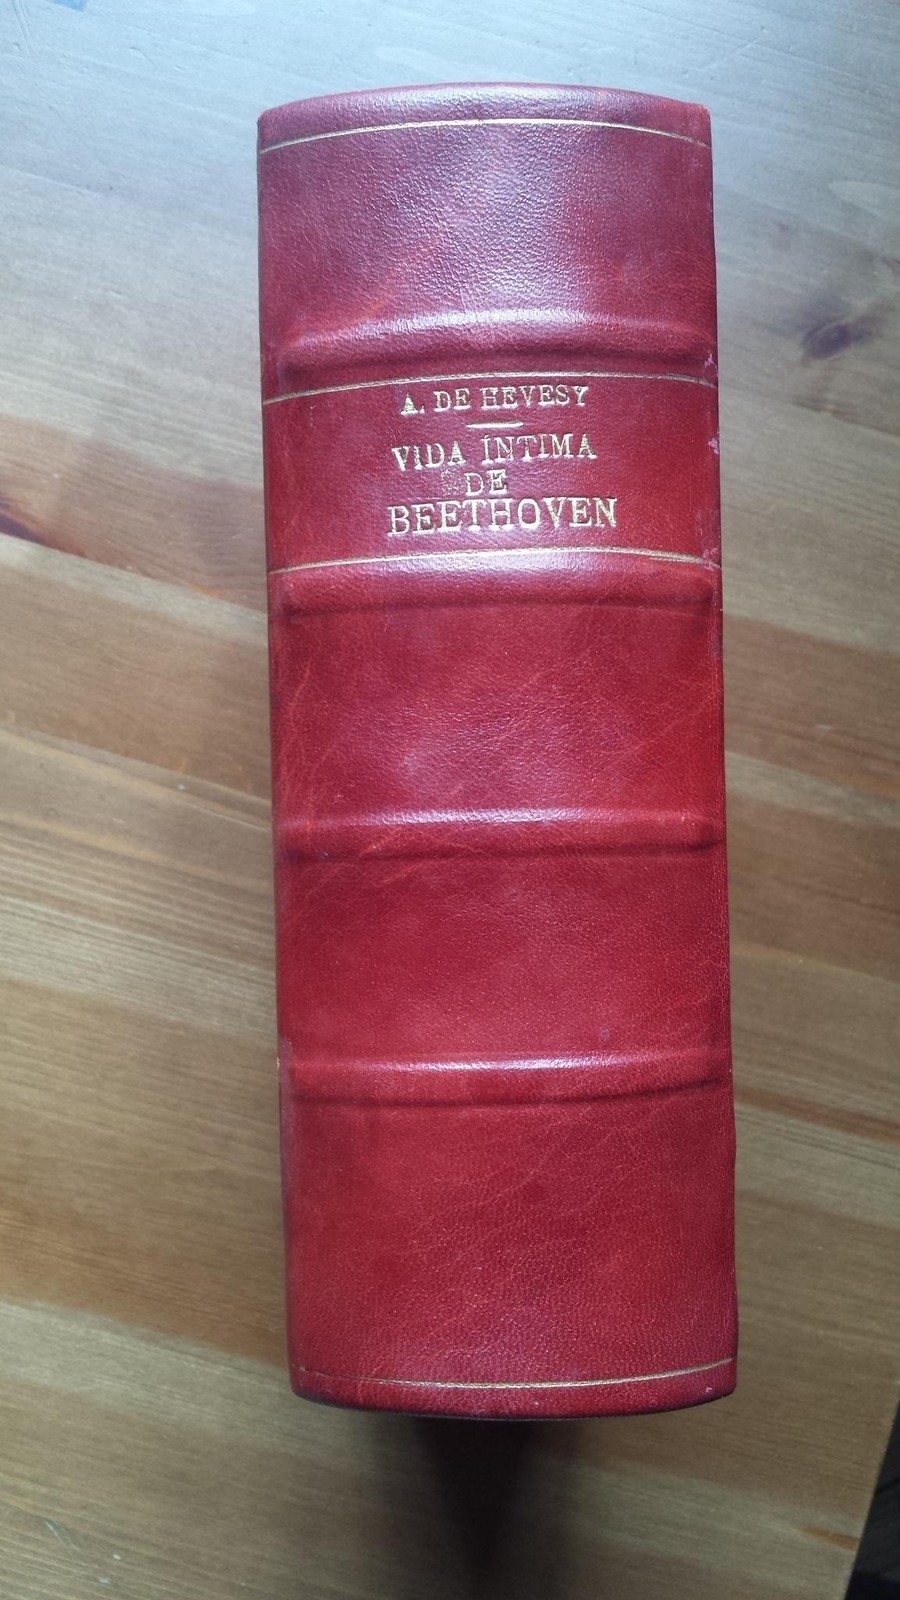 A. DE HEVESY
VIDA ÍNTIMA
DE
BEETHOVEN